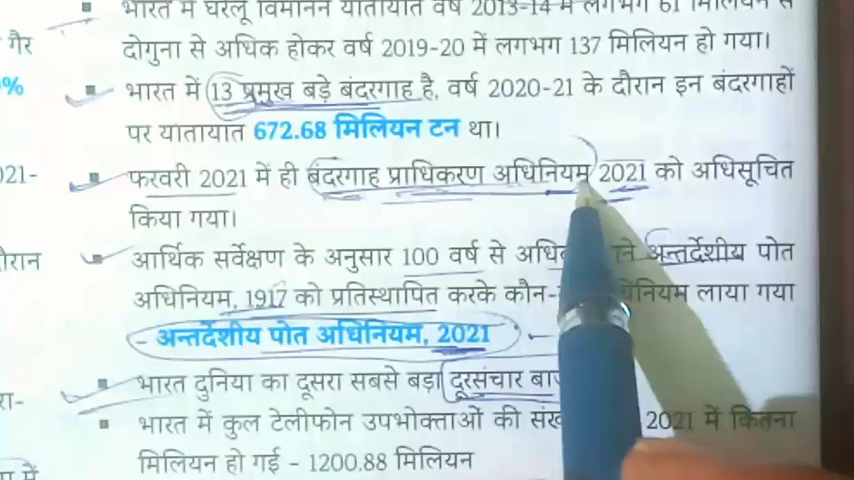 भारत में घरेलू विमानन यातायात वर्ष 2013-14 में लगभग 61 मिलियन से
गैर
दोगुना से अधिक होकर वर्ष 2019-20 में लगभग 137 मिलियन हो गया।
%
भारत में 13 प्रमुख बड़े बंदरगाह है, वर्ष 2020-21 के दौरान इन बंदरगाहों
पर यातायात 672.68 मिलियन टन था।
021-
फरवरी 2021 में ही बंदरगाह प्राधिकरण अधिनियम 2021 को अधिसूचित
किया गया।
आर्थिक सर्वेक्षण के अनुसार 100 वर्ष से अन्तर्देशीय पोत
अधिनियम, 1917 को प्रतिस्थापित करके कौन- लाया गया
- अन्तर्देशीय पोत अधिनियम, 2021
भारत दुनिया का दूसरा सबसे बड़ा दूरसंचार
भारत में कुल टेलीफोन उपभोक्ताओं की 2021 में कितना
मिलियन हो गई - 1200.88 मिलियन